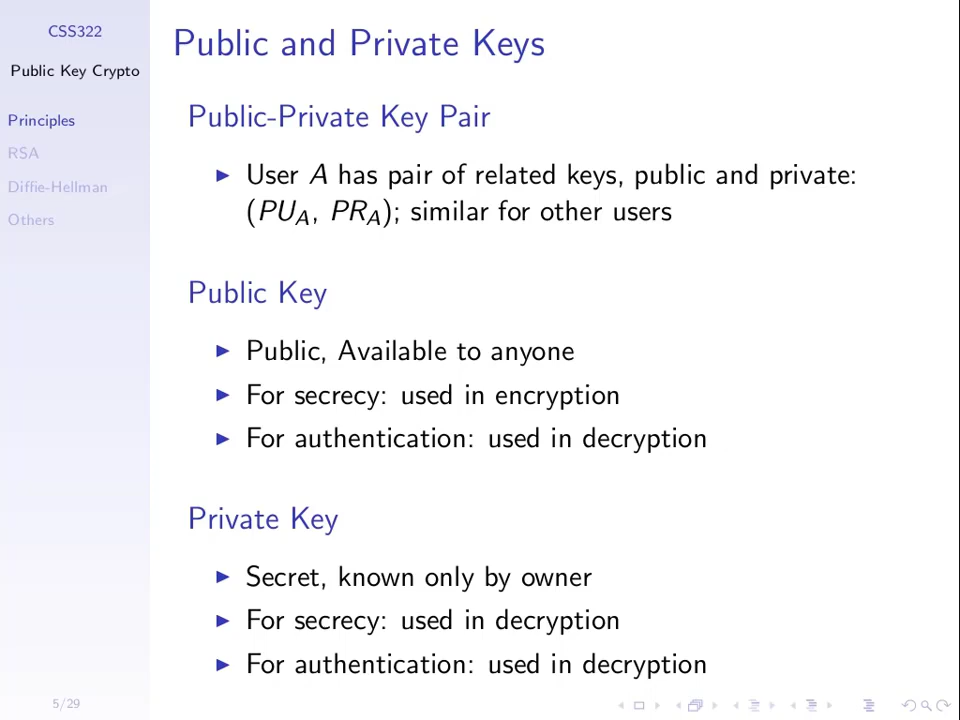 CSS322
Public Key Crypto
Principles
RSA
Diffie-Hellman
Others
Public and Private Keys
Public-Private Key Pair
User A has pair of related keys, public and private:
(PU_A, PR_A); similar for other users
Public Key
Public, Available to anyone
For secrecy: used in encryption
For authentication: used in decryption
Private Key
Secret, known only by owner
For secrecy: used in decryption
For authentication: used in decryption
5/29